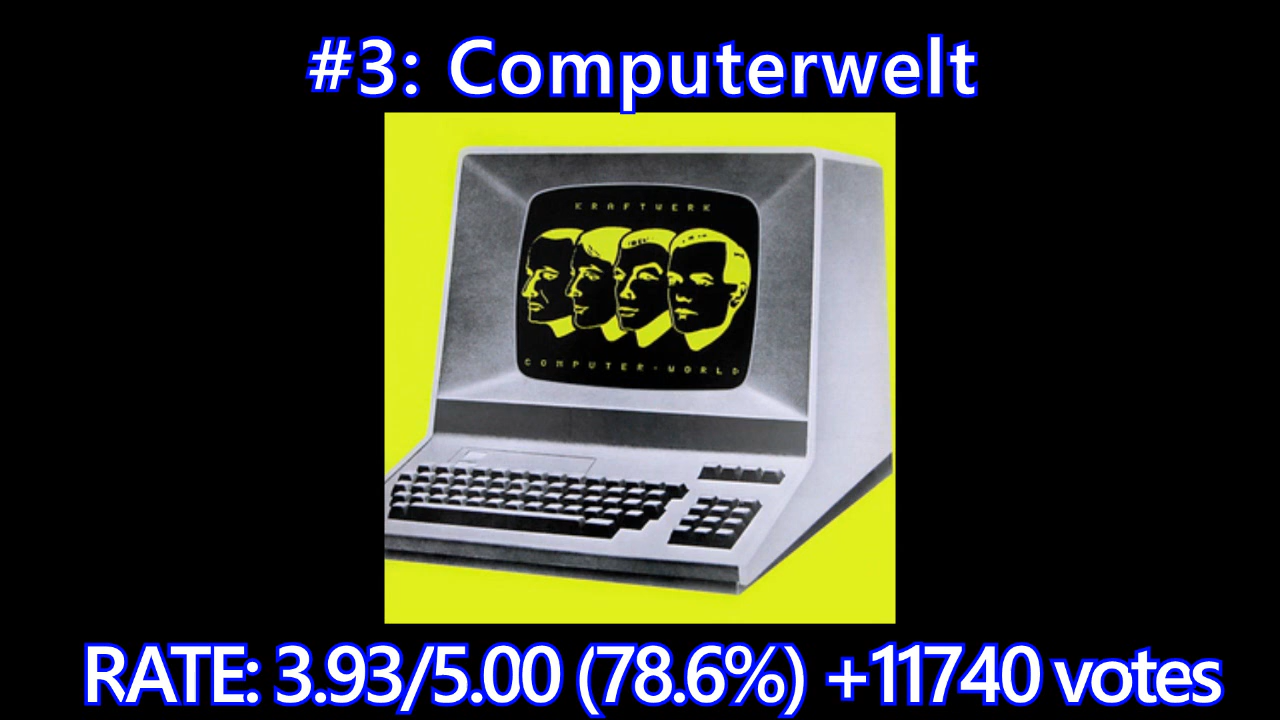 #3: Computerwelt
KRAFTWERK
COMPUTER-WORLD
RATE: 3.93/5.00 (78.6%) +11740 votes